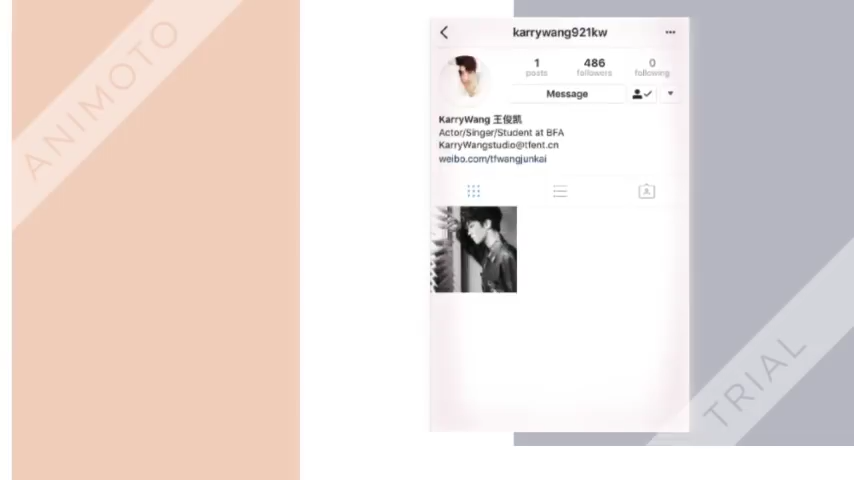 ANIMOTO
karrywang921kw
1 486 0
posts followers following
Message
KarryWang 王俊凯
Actor/Singer/Student at BFA
KarryWangstudio@tfent.cn
weibo.com/tfwangjunkai
TRIAL